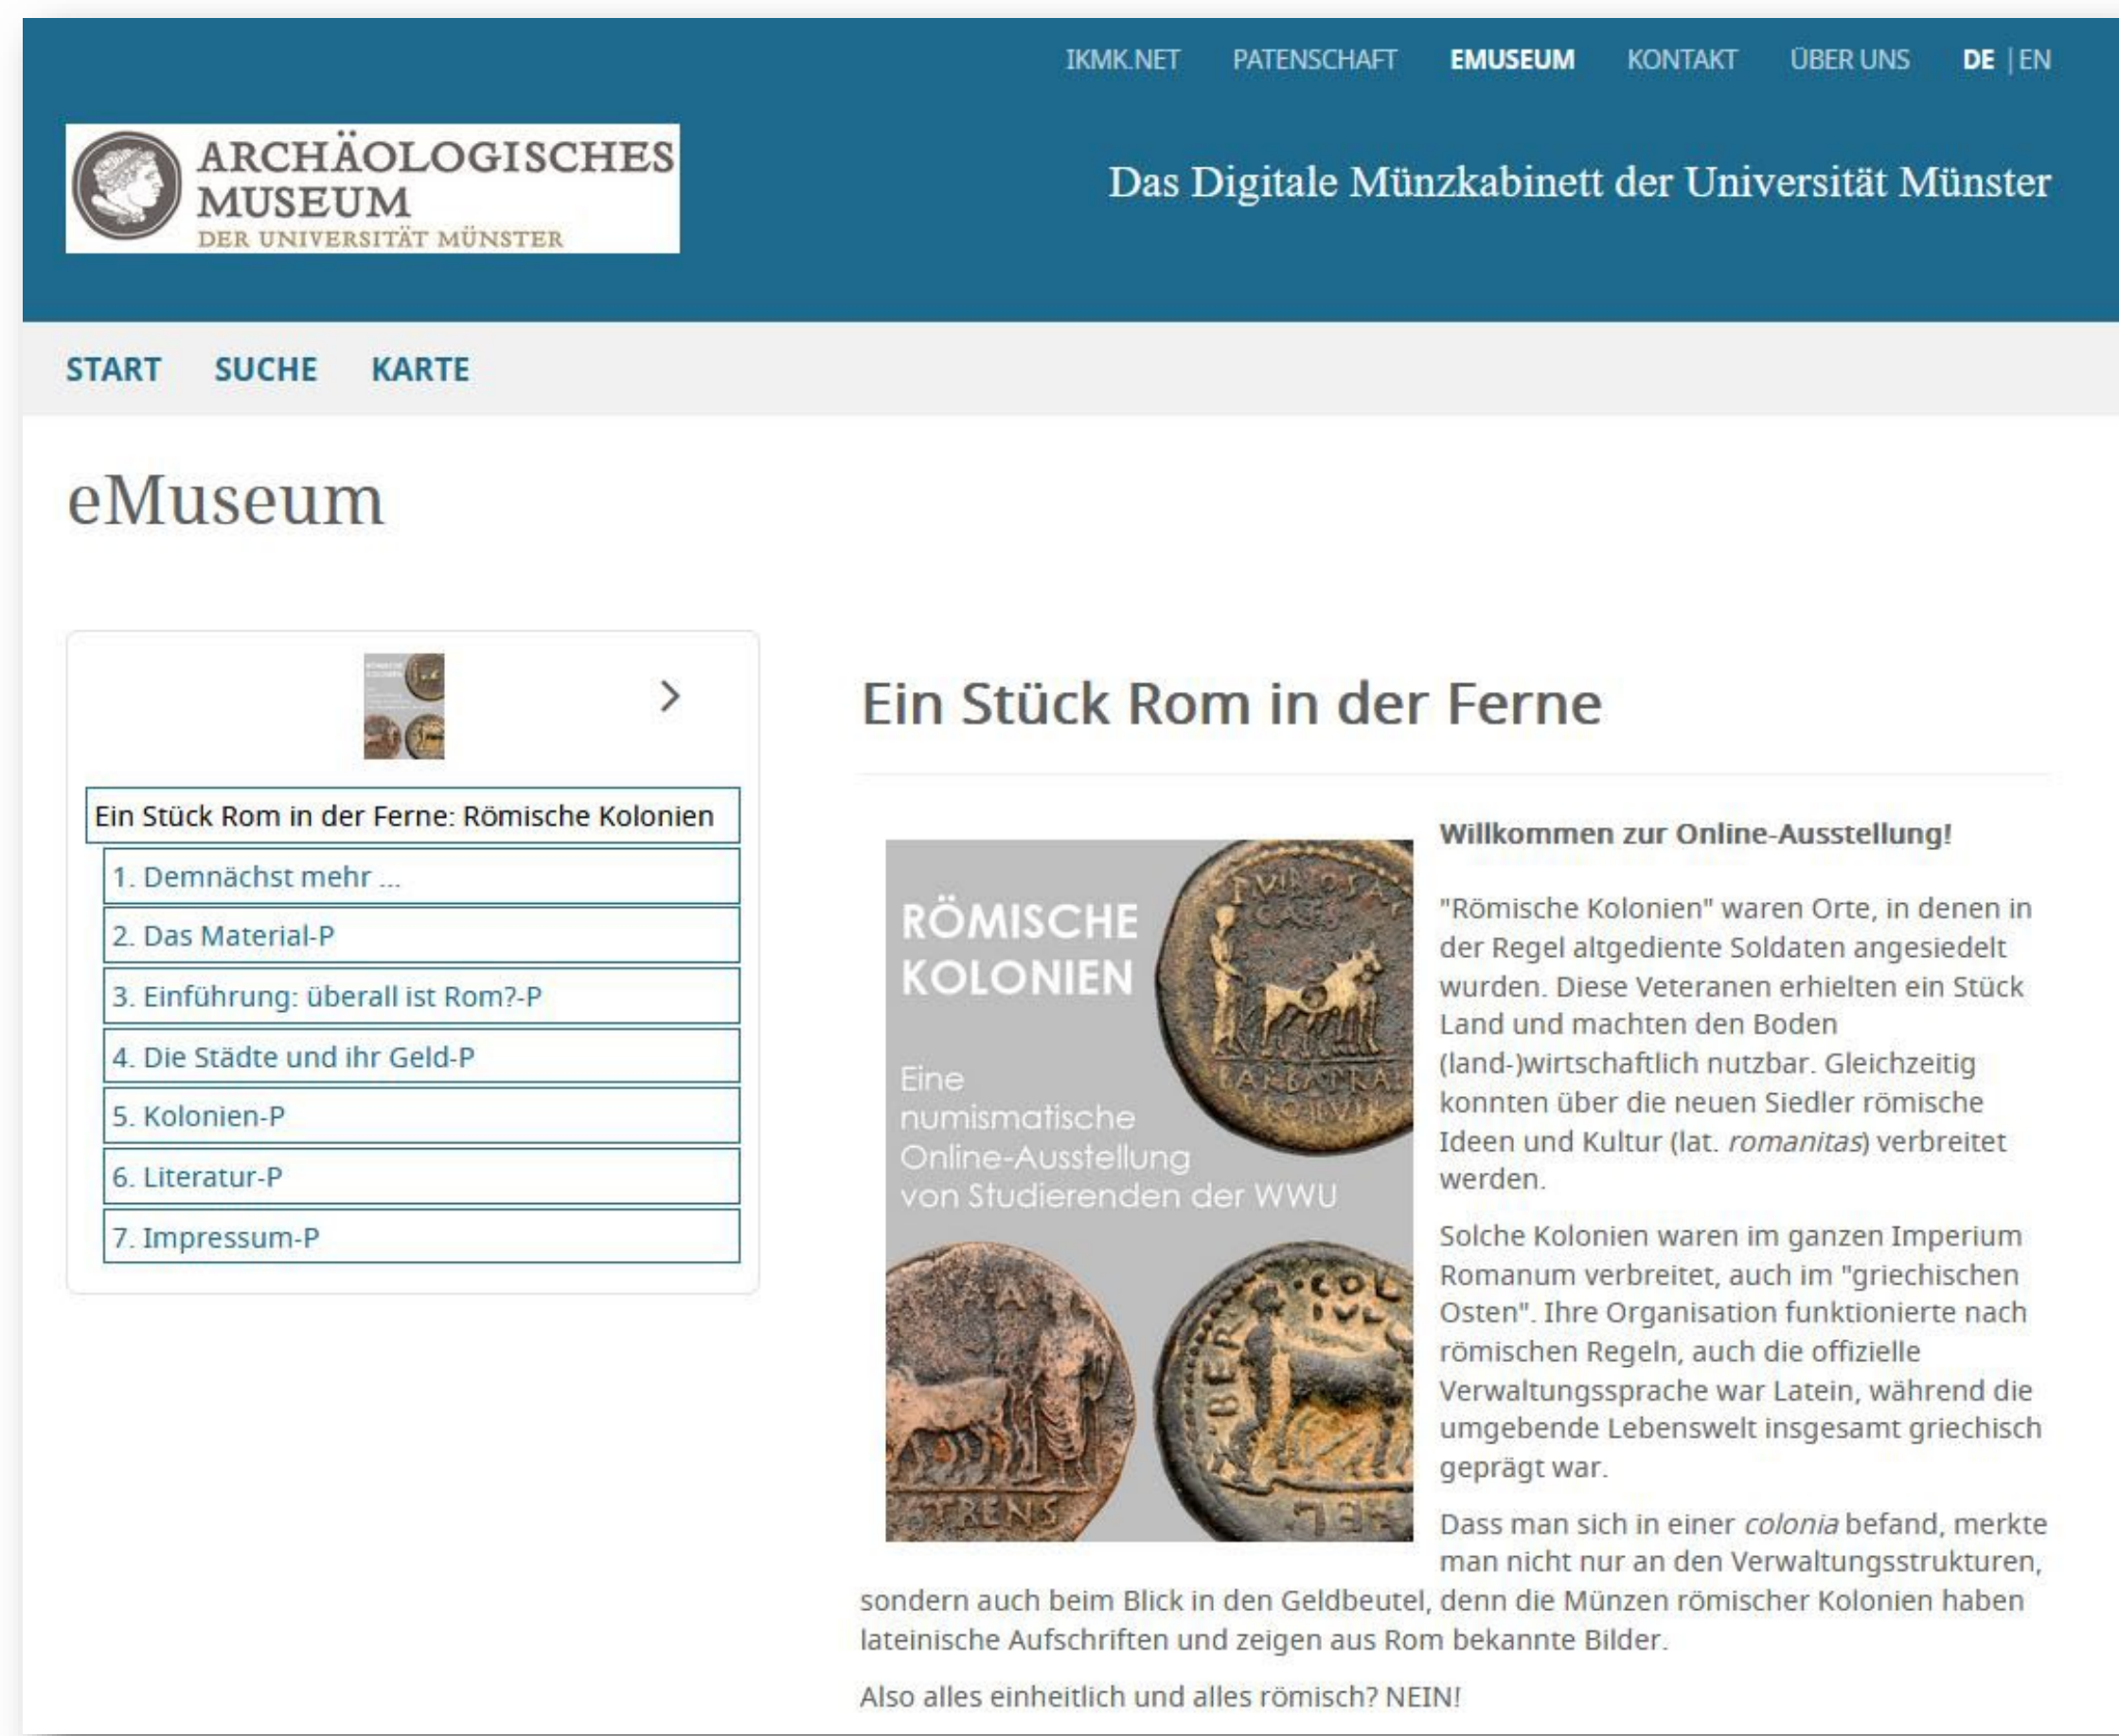 IKMK.NET PATENSCHAFT EMUSEUM KONTAKT ÜBER UNS DE | EN
ARCHÄOLOGISCHES
MUSEUM
DER UNIVERSITÄT MÜNSTER
Das Digitale Münzkabinett der Universität Münster
START SUCHE KARTE
eMuseum
Ein Stück Rom in der Ferne: Römische Kolonien
1. Demnächst mehr ...
2. Das Material-P
3. Einführung: überall ist Rom?-P
4. Die Städte und ihr Geld-P
5. Kolonien-P
6. Literatur-P
7. Impressum-P
Ein Stück Rom in der Ferne
RÖMISCHE
KOLONIEN
Eine
numismatische
Online-Ausstellung
von Studierenden der WWU
COL
IVL
BER
HEL
STRENS
Willkommen zur Online-Ausstellung!
"Römische Kolonien" waren Orte, in denen in
der Regel altgediente Soldaten angesiedelt
wurden. Diese Veteranen erhielten ein Stück
Land und machten den Boden
(land-)wirtschaftlich nutzbar. Gleichzeitig
konnten über die neuen Siedler römische
Ideen und Kultur (lat. romanitas) verbreitet
werden.
Solche Kolonien waren im ganzen Imperium
Romanum verbreitet, auch im "griechischen
Osten". Ihre Organisation funktionierte nach
römischen Regeln, auch die offizielle
Verwaltungssprache war Latein, während die
umgebende Lebenswelt insgesamt griechisch
geprägt war.
Dass man sich in einer colonia befand, merkte
man nicht nur an den Verwaltungsstrukturen,
sondern auch beim Blick in den Geldbeutel, denn die Münzen römischer Kolonien haben
lateinische Aufschriften und zeigen aus Rom bekannte Bilder.
Also alles einheitlich und alles römisch? NEIN!